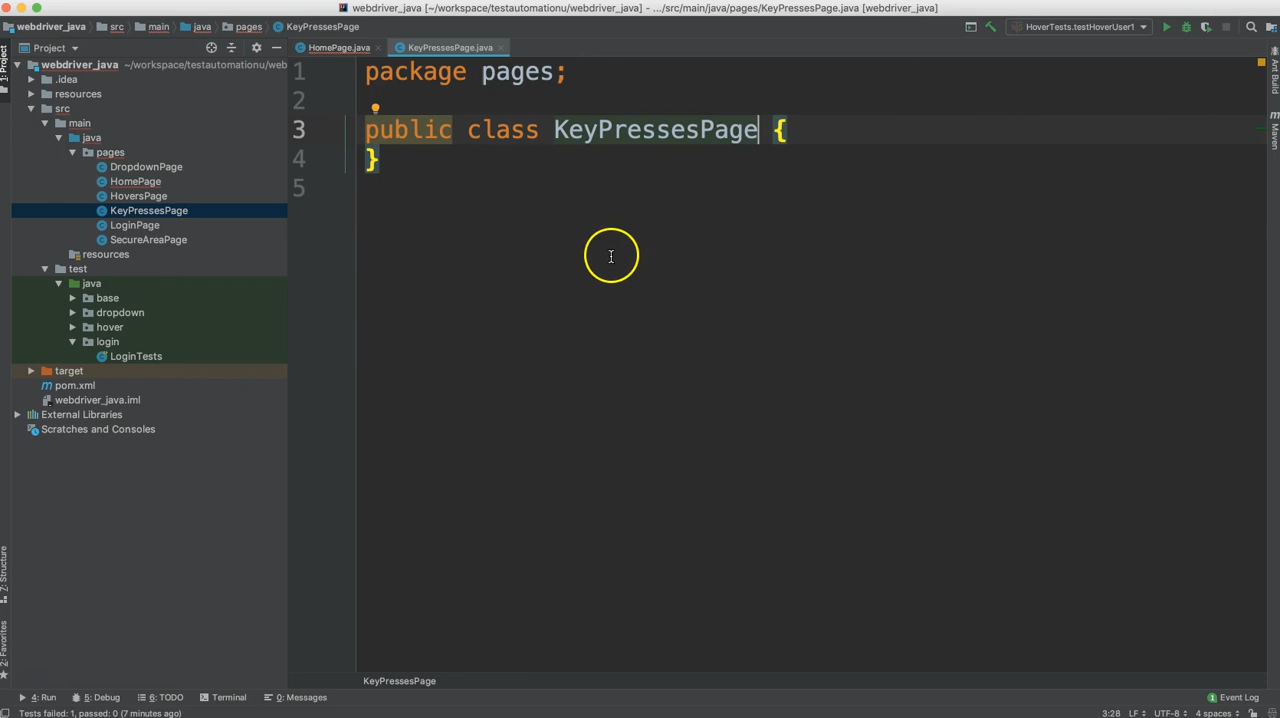 webdriver_java [~/workspace/testautomationu/webdriver_java] - .../src/main/java/pages/KeyPressesPage.java [webdriver_java]
webdriver_java src main java pages KeyPressesPage
HoverTests.testHoverUser1
Project
HomePage.java
KeyPressesPage.java
1: Project
webdriver_java ~/workspace/testautomationu/web
.idea
resources
src
main
java
pages
DropdownPage
HomePage
HoversPage
KeyPressesPage
LoginPage
SecureAreaPage
resources
test
java
base
dropdown
hover
login
LoginTests
target
pom.xml
webdriver_java.iml
External Libraries
Scratches and Consoles
1 package pages;
2
3 public class KeyPressesPage {
4 }
5
Ant Build
Maven
7: Structure
2: Favorites
KeyPressesPage
4: Run 5: Debug 6: TODO Terminal 0: Messages
1 Event Log
Tests failed: 1, passed: 0 (7 minutes ago)
3:28 LF UTF-8 4 spaces